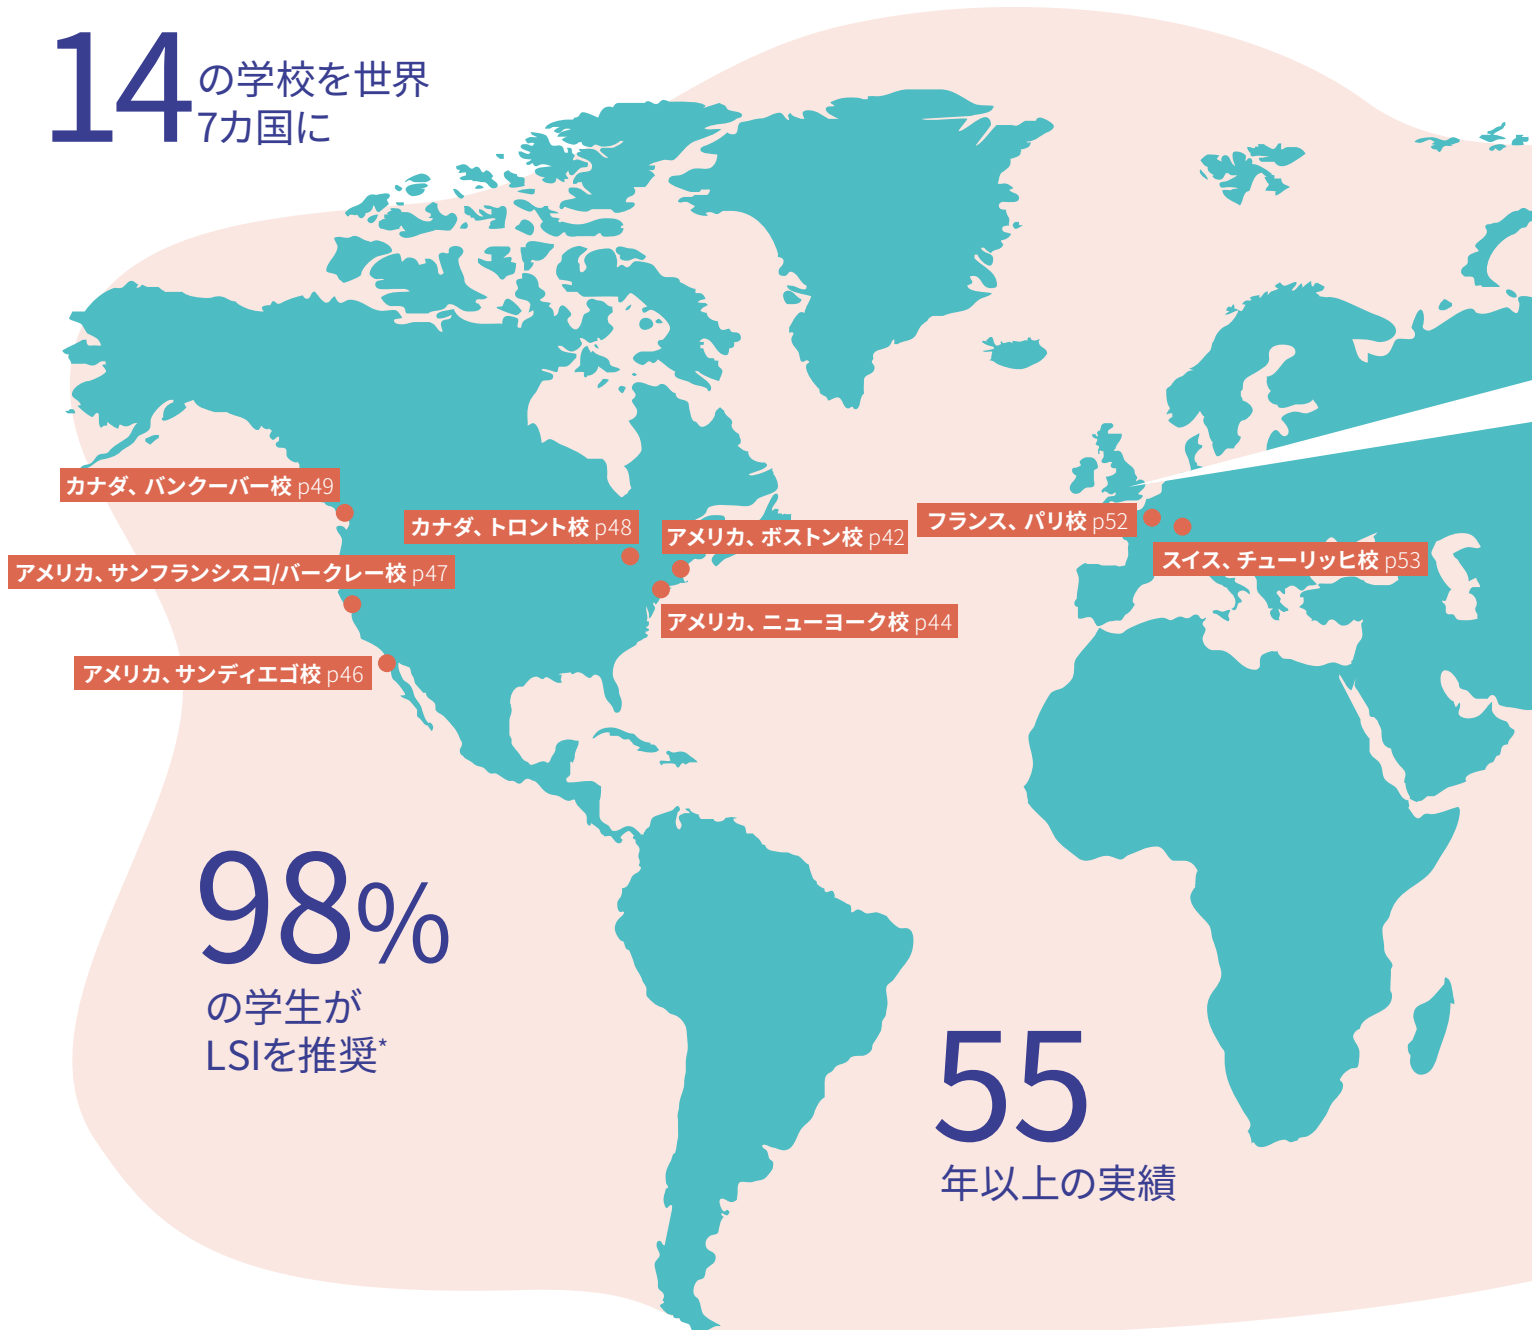 14の学校を世界
7カ国に
カナダ、バンクーバー校 p49
カナダ、トロント校 p48
アメリカ、ボストン校 p42
フランス、パリ校 p52
スイス、チューリッヒ校 p53
アメリカ、サンフランシスコ/バークレー校 p47
アメリカ、ニューヨーク校 p44
アメリカ、サンディエゴ校 p46
98%
の学生が
LSIを推奨*
55
年以上の実績